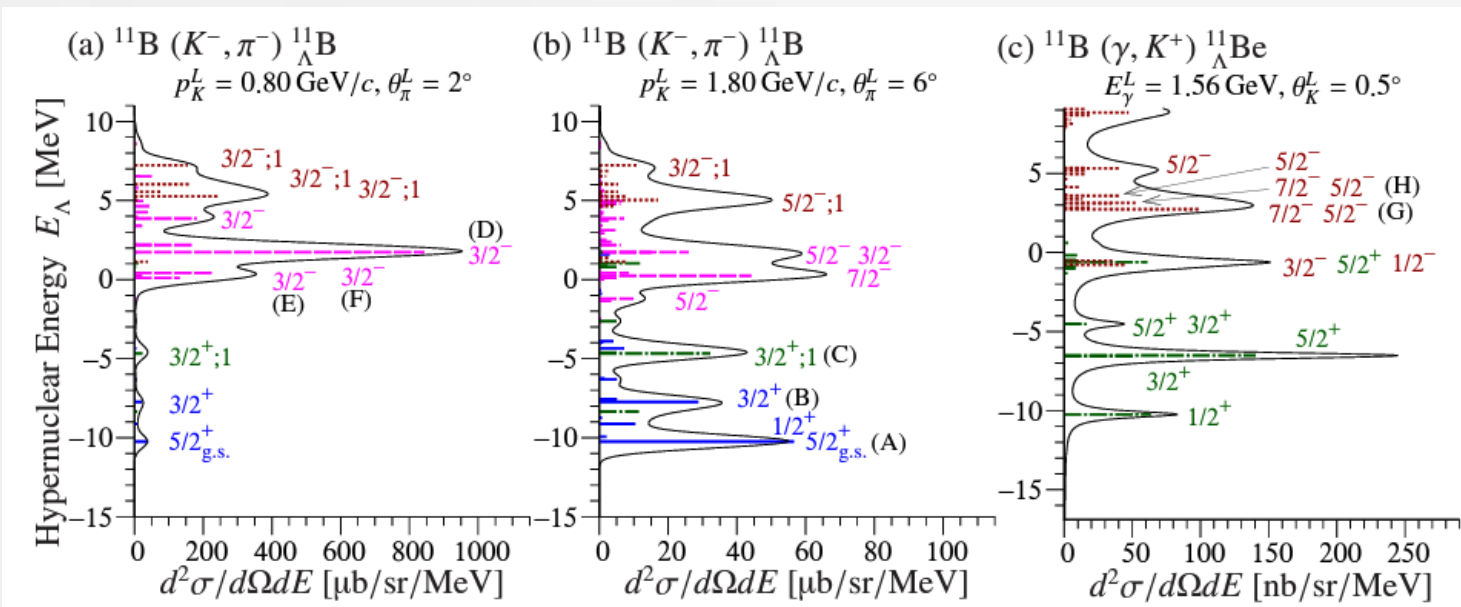 (a) ¹¹B (K⁻, π⁻) ¹¹ΛB
p_K^L = 0.80 GeV/c, θ_π^L = 2°
Hypernuclear Energy E_Λ [MeV]
10
5
0
−5
−10
−15
3/2⁻;1
3/2⁻;1 3/2⁻;1
3/2⁻
(D)
3/2⁻
3/2⁻ 3/2⁻
(E) (F)
3/2⁺;1
3/2⁺
5/2⁺g.s.
0 200 400 600 800 1000
d²σ/dΩdE [μb/sr/MeV]
(b) ¹¹B (K⁻, π⁻) ¹¹ΛB
p_K^L = 1.80 GeV/c, θ_π^L = 6°
10
5
0
−5
−10
−15
3/2⁻;1
5/2⁻;1
5/2⁻ 3/2⁻
7/2⁻
5/2⁻
3/2⁺;1 (C)
3/2⁺ (B)
1/2⁺
5/2⁺g.s. (A)
0 20 40 60 80 100
d²σ/dΩdE [μb/sr/MeV]
(c) ¹¹B (γ, K⁺) ¹¹ΛBe
E_γ^L = 1.56 GeV, θ_K^L = 0.5°
5
0
−5
−10
−15
5/2⁻ 5/2⁻
7/2⁻ 5/2⁻ (H)
7/2⁻ 5/2⁻ (G)
3/2⁻ 5/2⁺ 1/2⁻
5/2⁺ 3/2⁺
5/2⁺
3/2⁺
1/2⁺
0 50 100 150 200 250
d²σ/dΩdE [nb/sr/MeV]